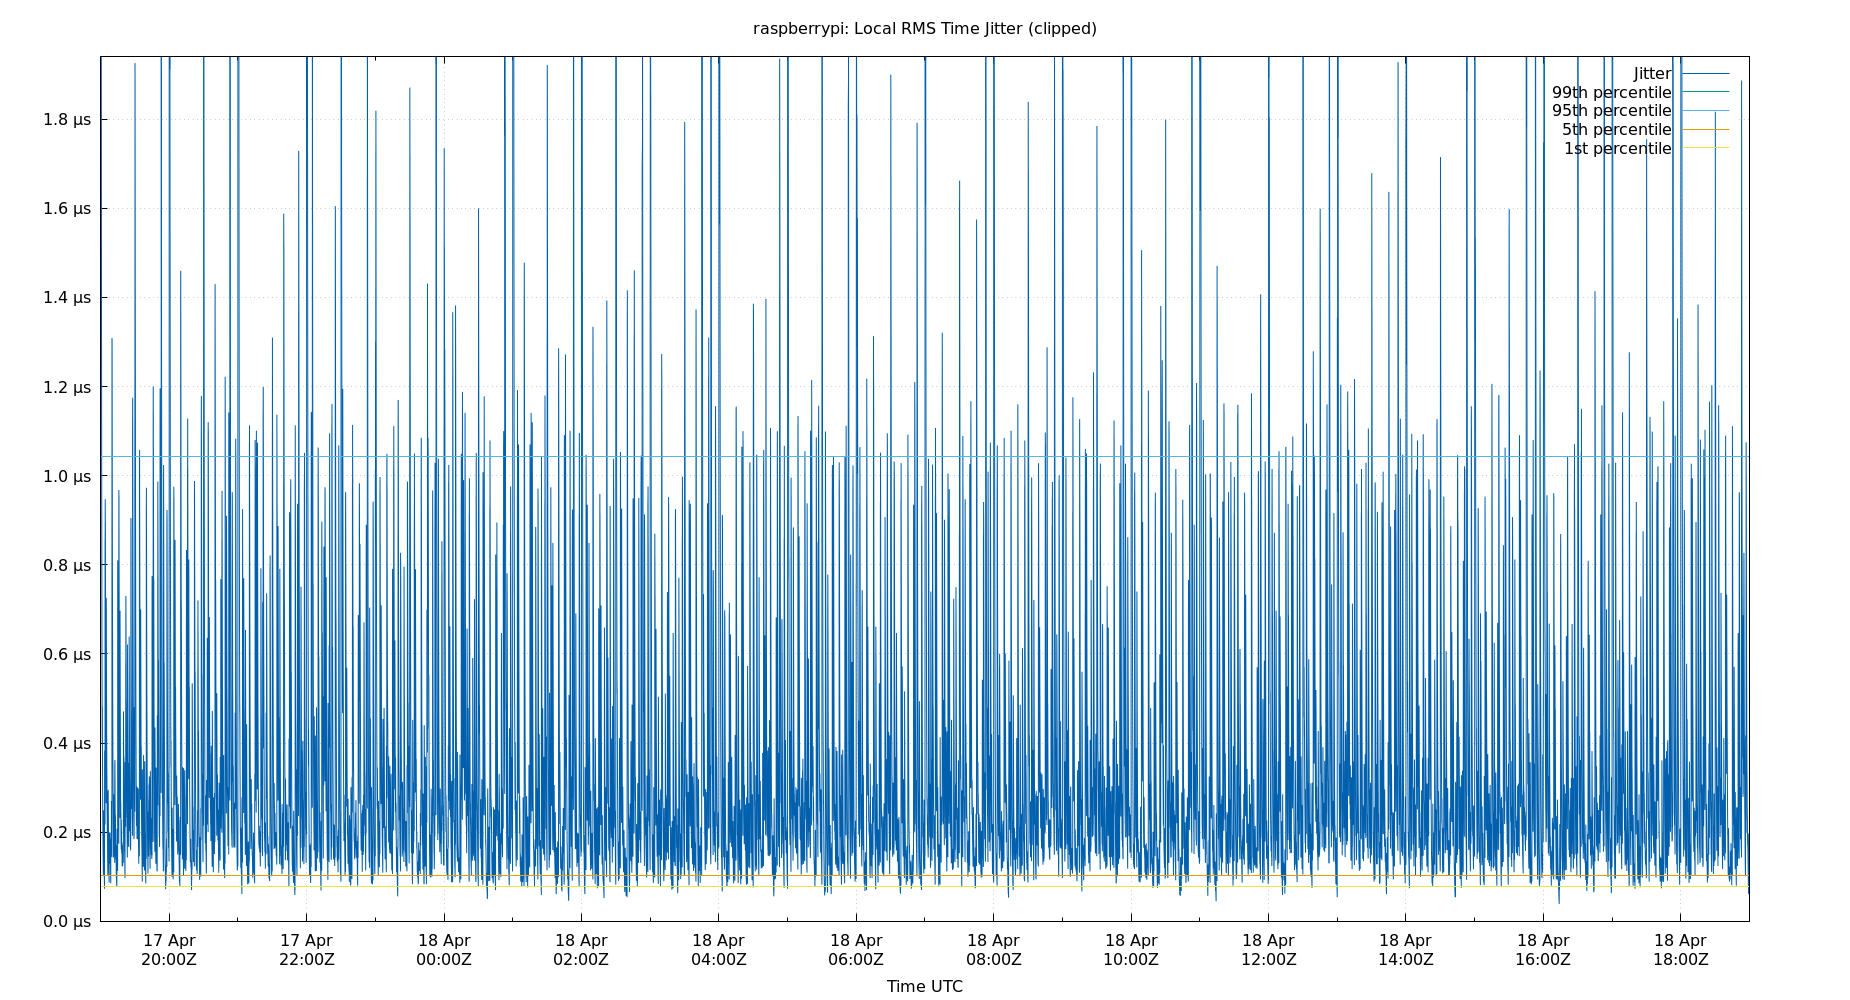 raspberrypi: Local RMS Time Jitter (clipped)
Jitter
99th percentile
95th percentile
5th percentile
1st percentile
1.8 μs
1.6 μs
1.4 μs
1.2 μs
1.0 μs
0.8 μs
0.6 μs
0.4 μs
0.2 μs
0.0 μs
17 Apr 17 Apr 18 Apr 18 Apr 18 Apr 18 Apr 18 Apr 18 Apr 18 Apr 18 Apr 18 Apr 18 Apr
20:00Z 22:00Z 00:00Z 02:00Z 04:00Z 06:00Z 08:00Z 10:00Z 12:00Z 14:00Z 16:00Z 18:00Z
Time UTC